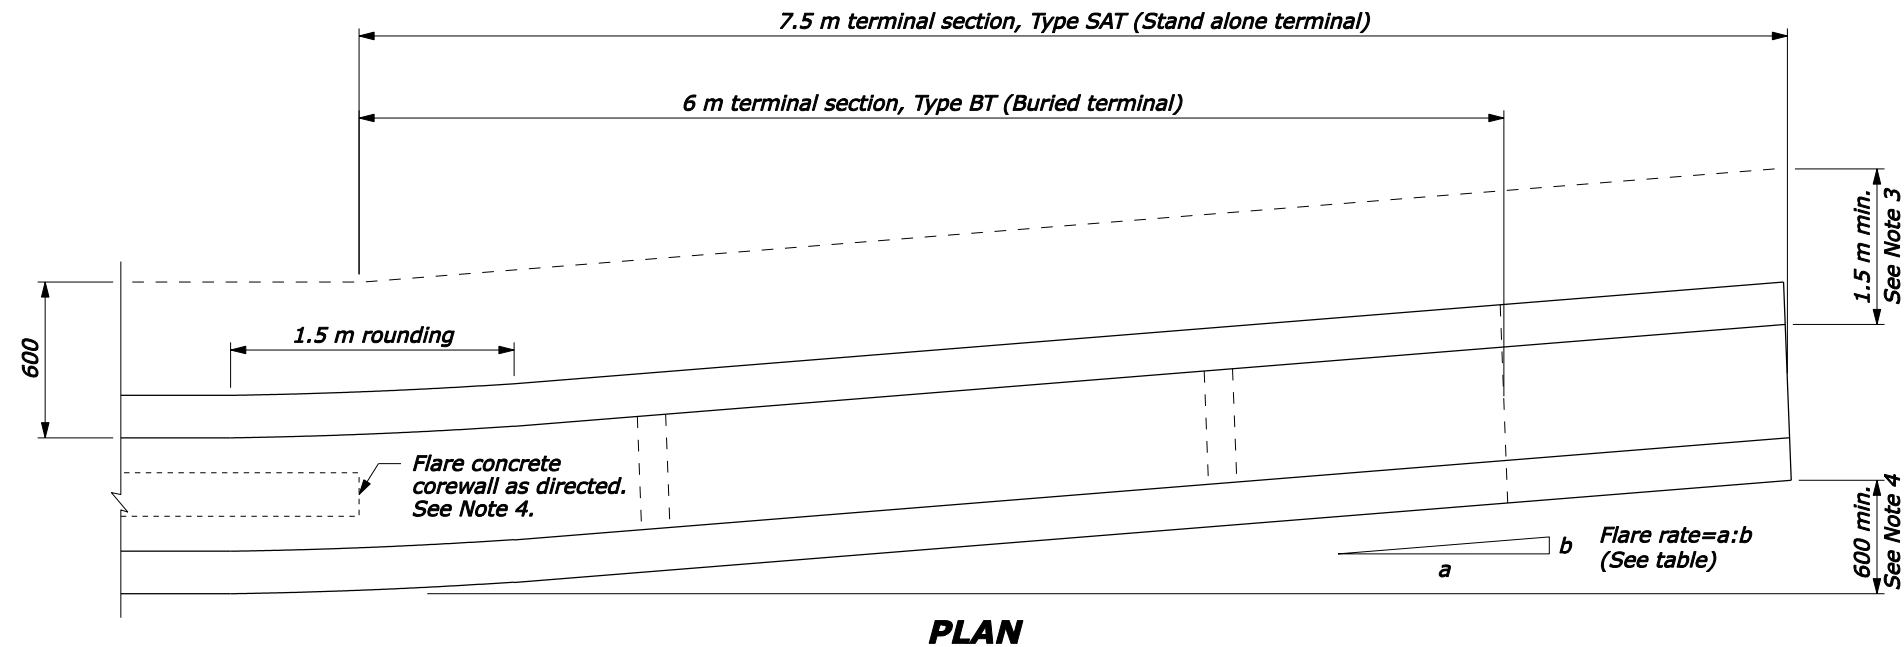 7.5 m terminal section, Type SAT (Stand alone terminal)
6 m terminal section, Type BT (Buried terminal)
1.5 m min.
See Note 3
1.5 m rounding
600
Flare concrete
corewall as directed.
See Note 4.
600 min.
See Note 4
Flare rate=a:b
(See table)
b
a
PLAN